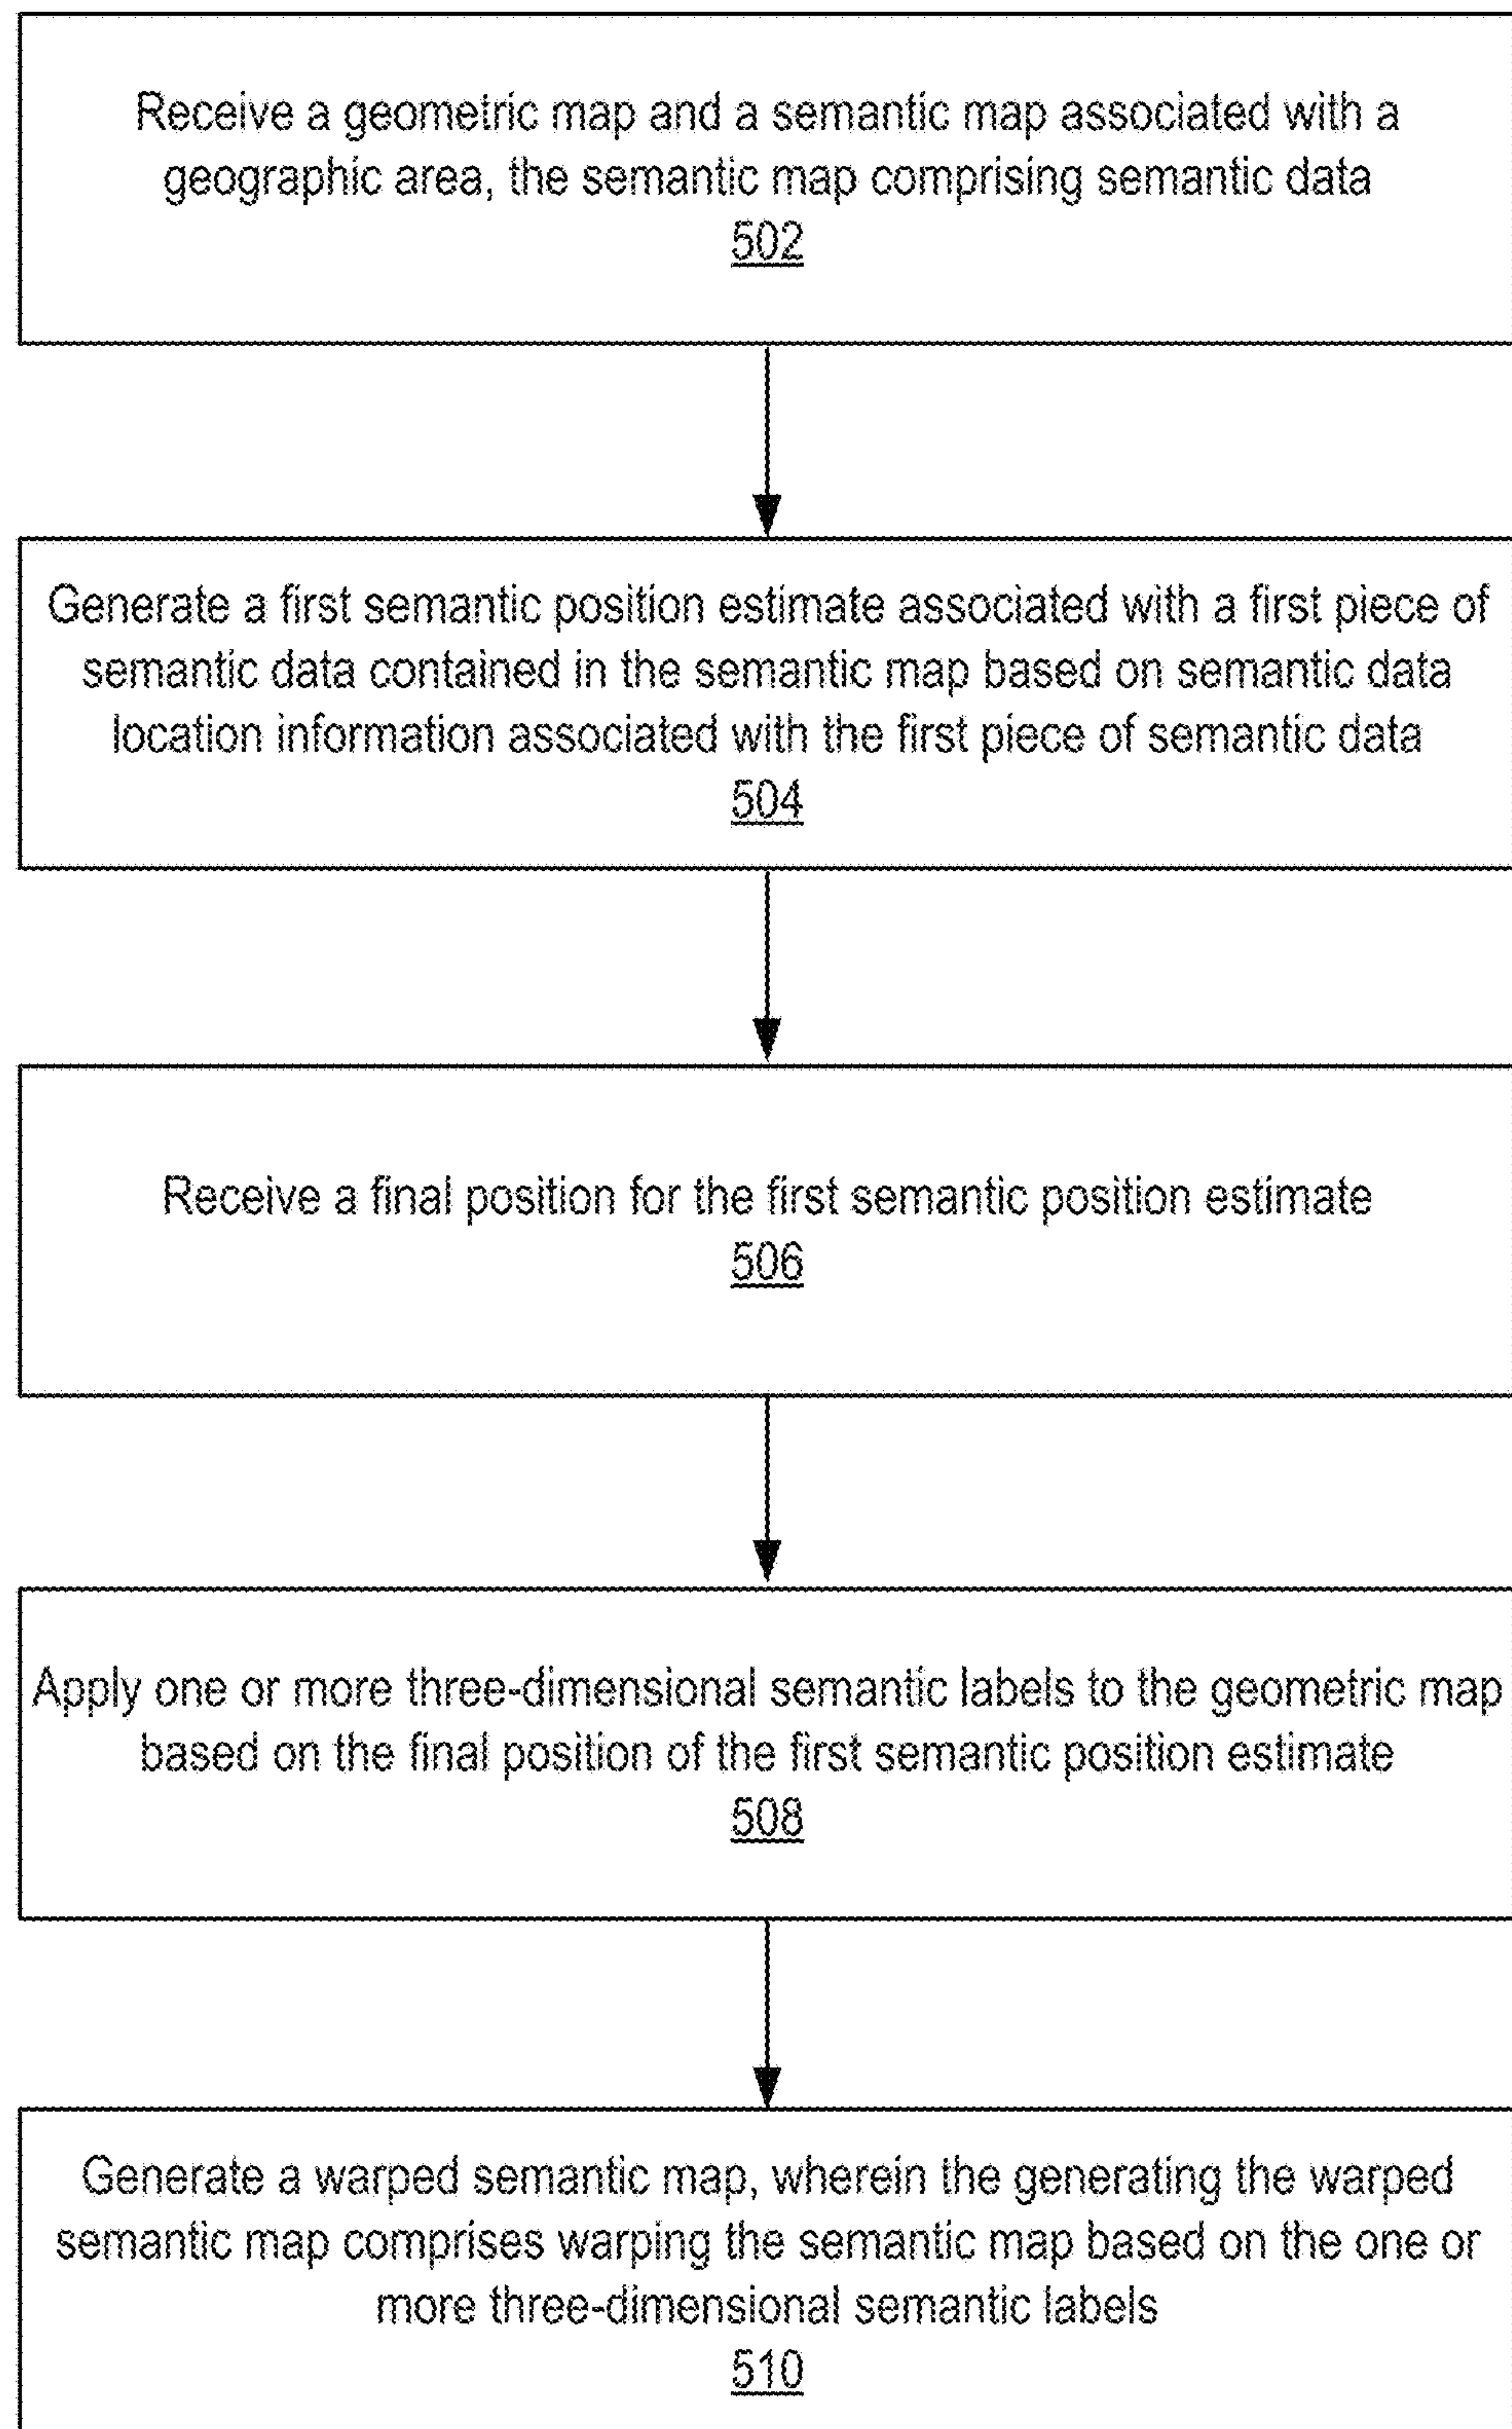 Receive a geometric map and a semantic map associated with a
geographic area, the semantic map comprising semantic data
502
Generate a first semantic position estimate associated with a first piece of
semantic data contained in the semantic map based on semantic data
location information associated with the first piece of semantic data
504
Receive a final position for the first semantic position estimate
506
Apply one or more three-dimensional semantic labels to the geometric map
based on the final position of the first semantic position estimate
508
Generate a warped semantic map, wherein the generating the warped
semantic map comprises warping the semantic map based on the one or
more three-dimensional semantic labels
510